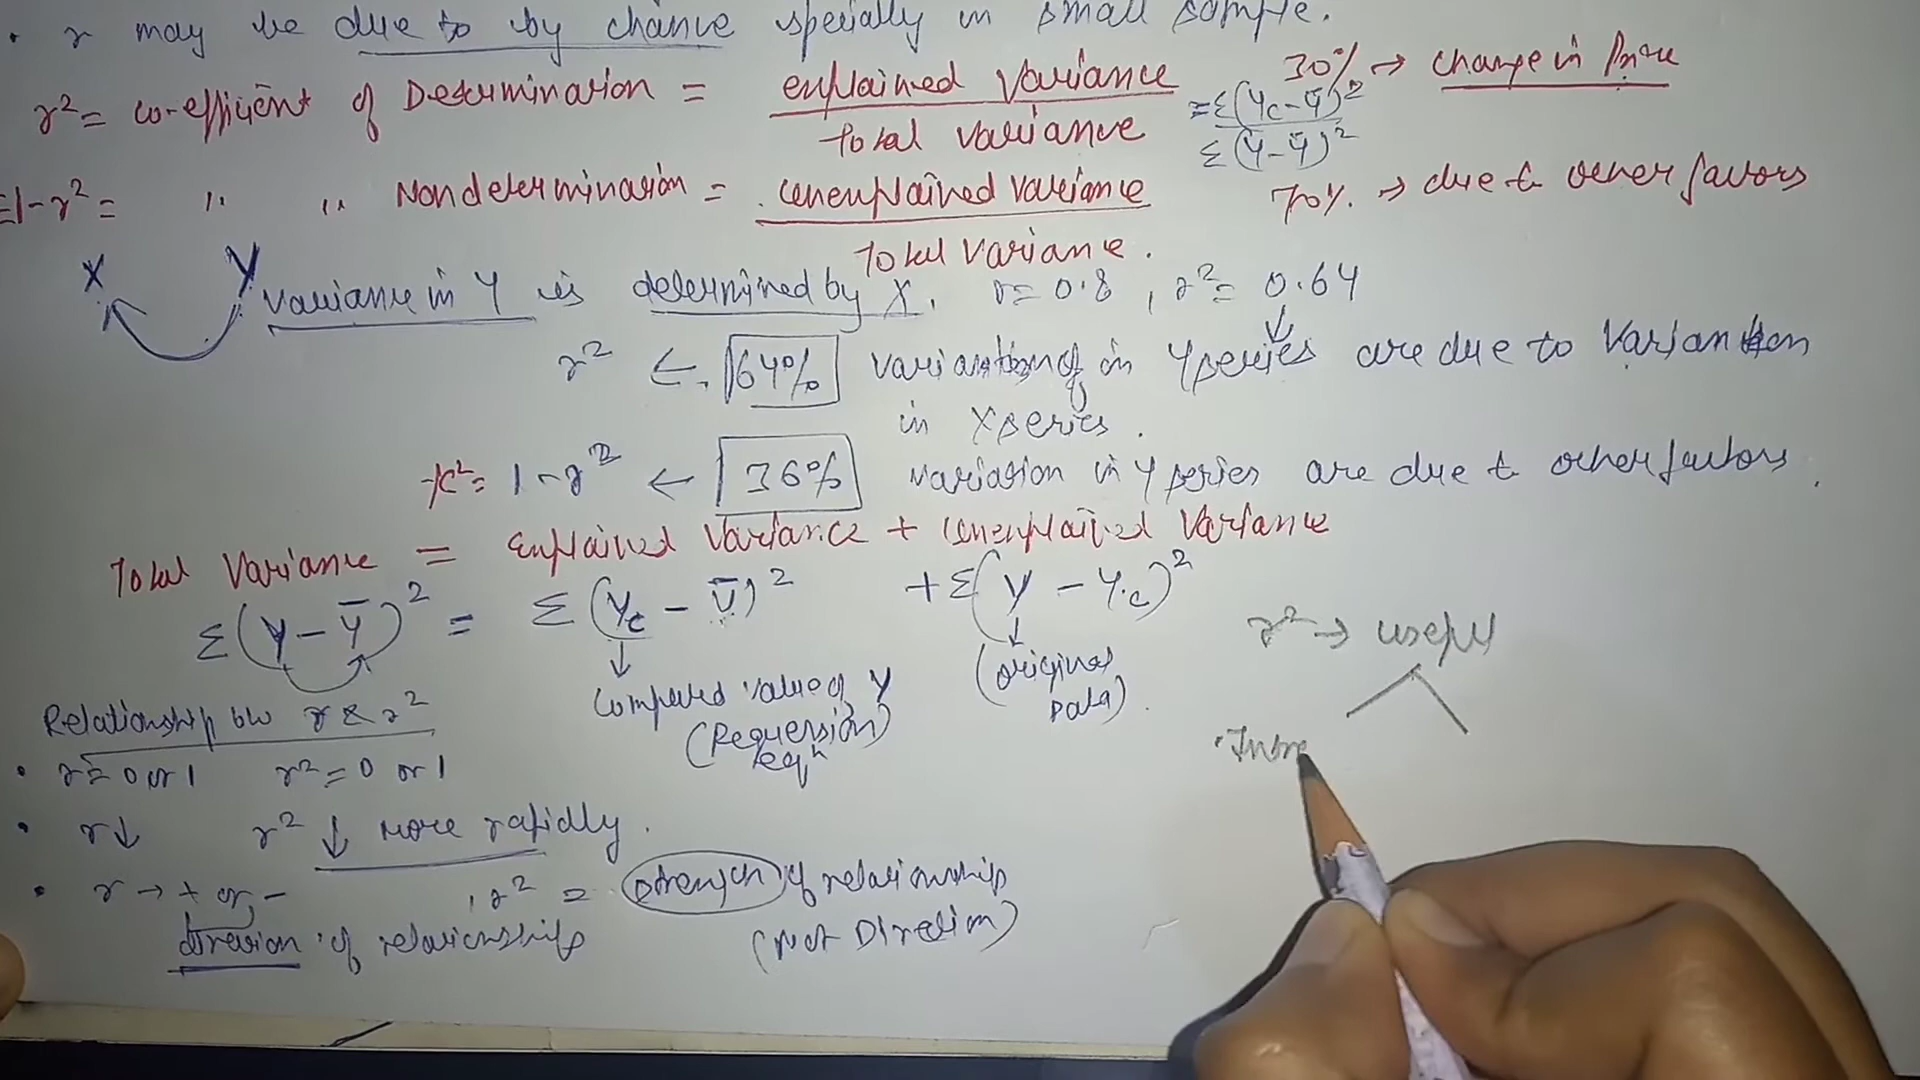 . r may be due to by chance specially in small sample.
r² = co-efficient of Determination = explained Variance / Total Variance = Σ(Yc-Ȳ)² / Σ(Y-Ȳ)²
30% → change in Price
=1-r² = " " Nondetermination = unexplained Variance / Total Variance.
70% → due to other factors
X Y
Variance in Y is determined by X. r = 0.8, r² = 0.64
r² ← 64% in Y series are due to Variation
in X series.
K² = 1-r² ← 36% variation in Y series are due to other factors.
Total Variance = Explained Variance + Unexplained Variance
Σ(Y-Ȳ)² = Σ(Yc-Ȳ)² + Σ(Y-Yc)²
(original data)
value of Y
(Regression eqⁿ)
r² → useful
Relationship b/w r & r²
• r = 0 or 1 r² = 0 or 1
• r↓ r² ↓ More rapidly.
• r → + or - , r² = strength of relationship
direction of relationship (Not Direction)